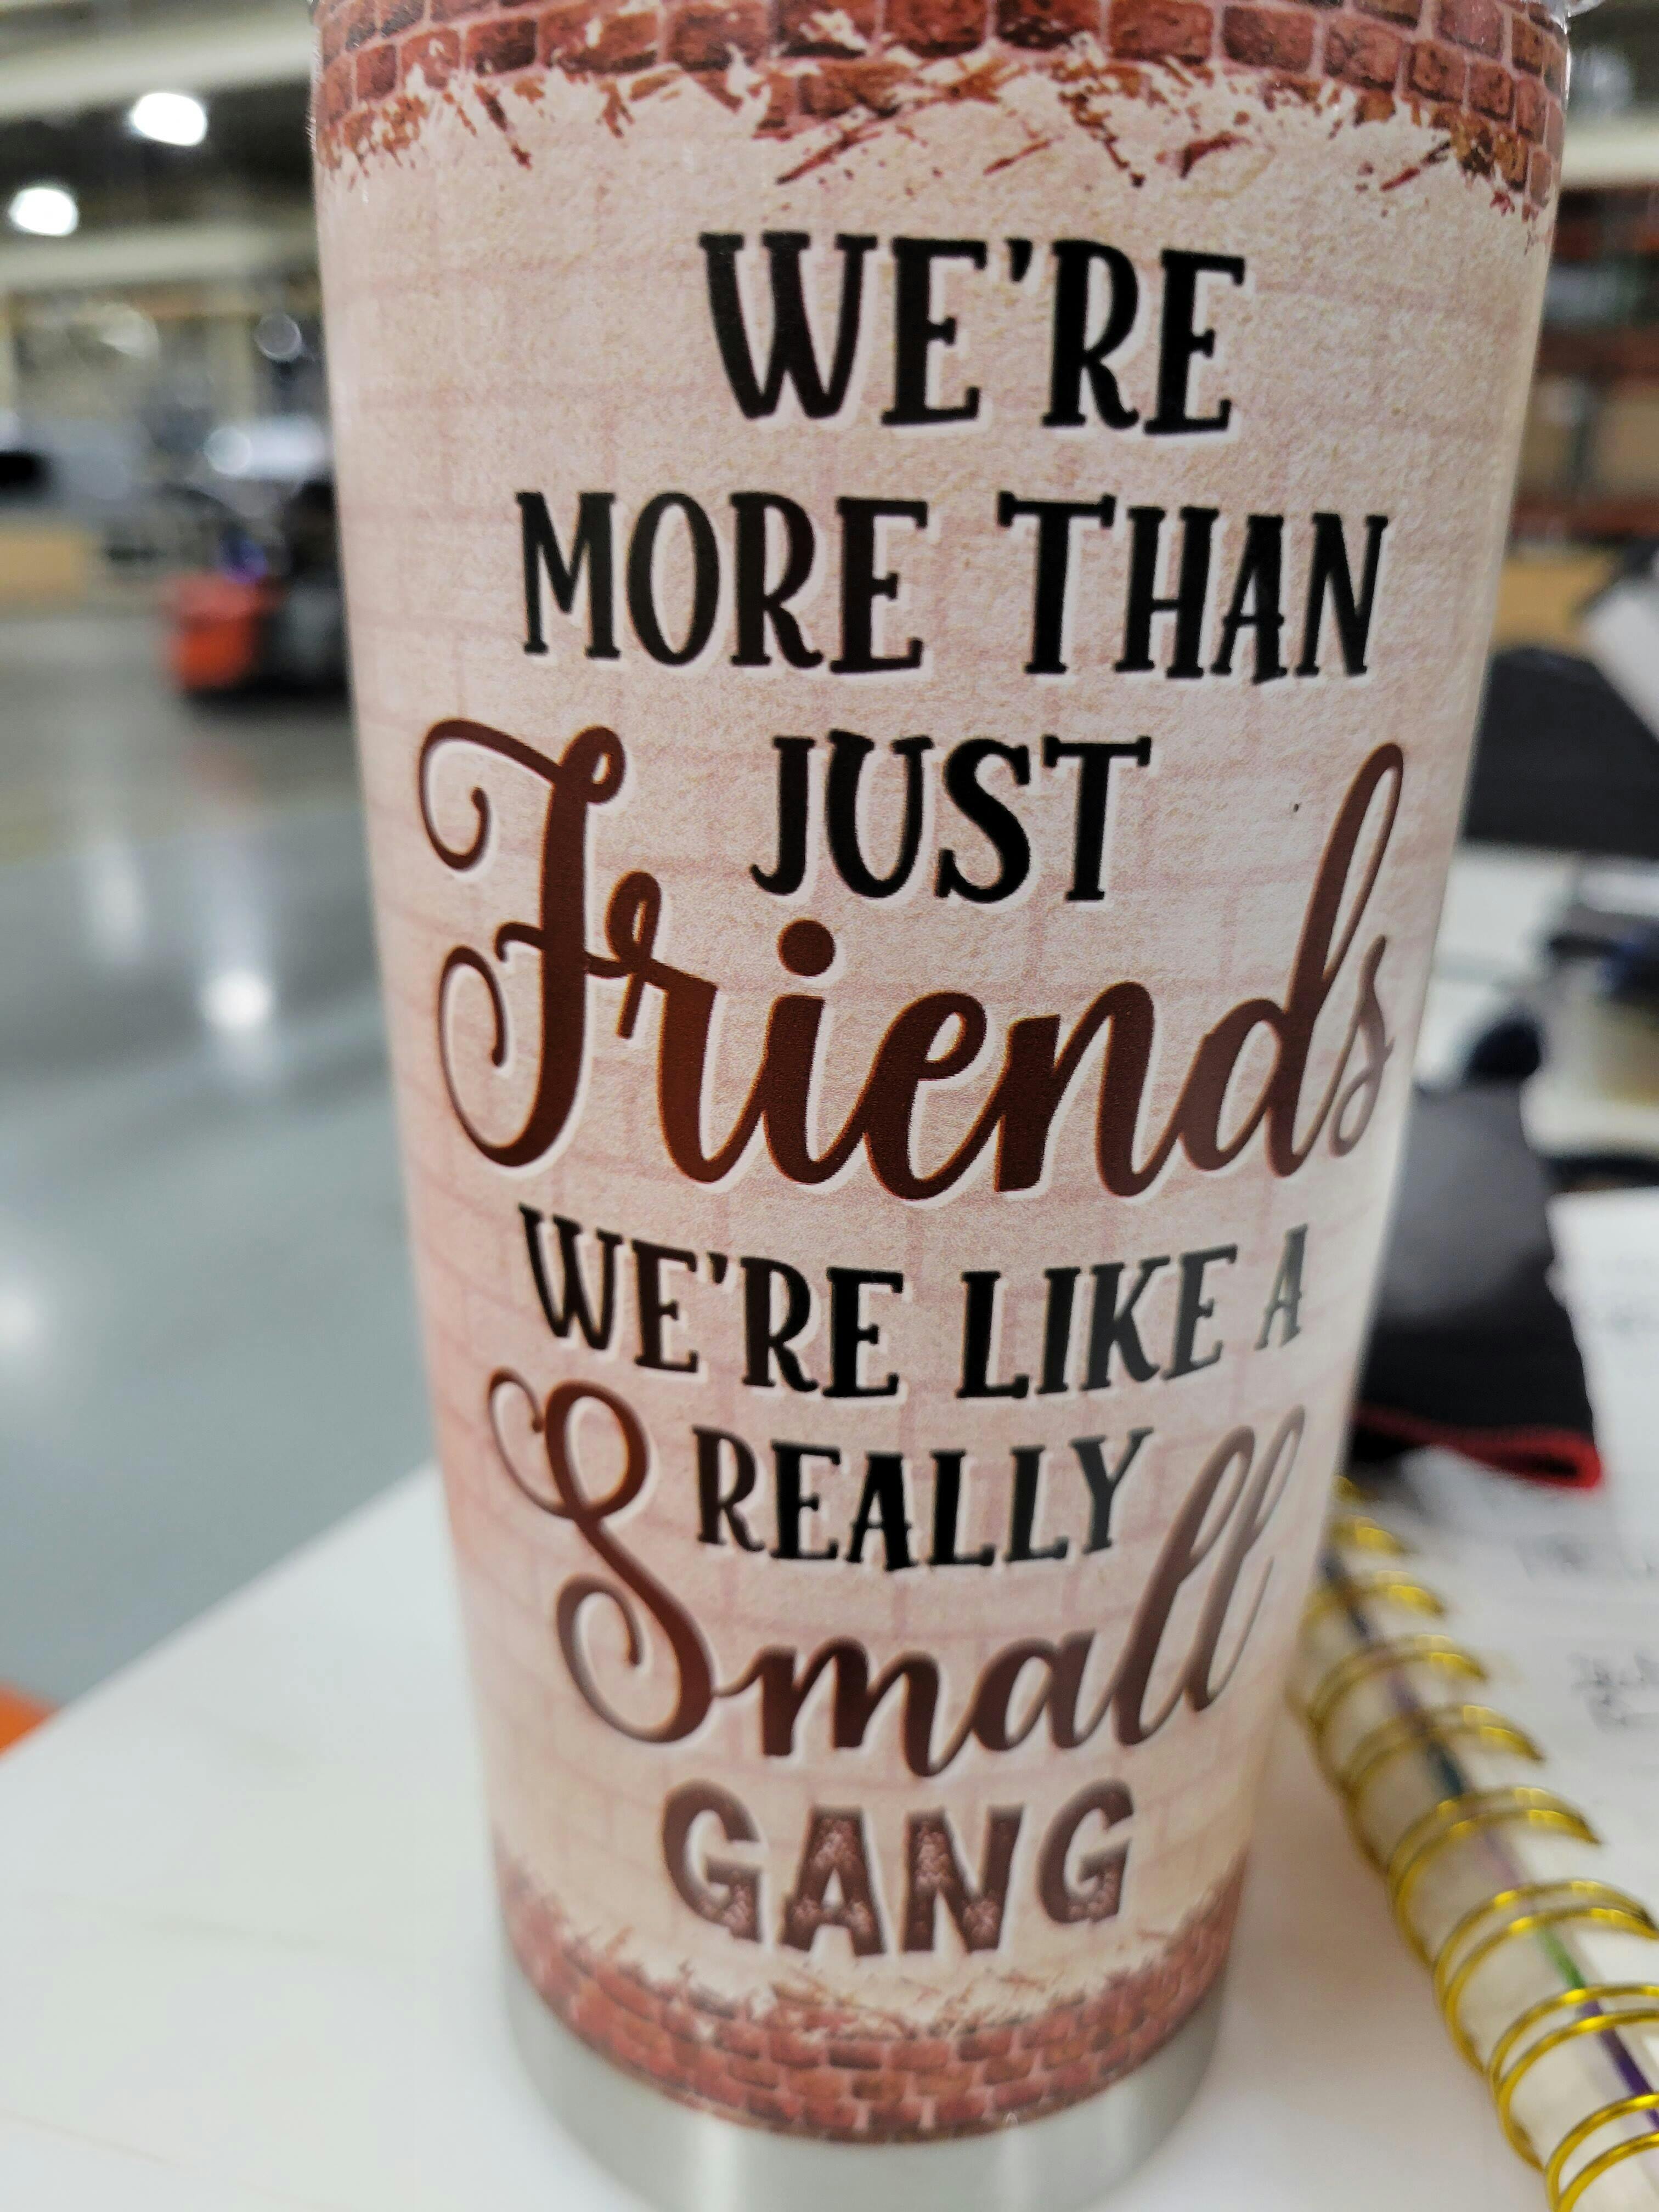 WE'RE
MORE THAN
JUST
Friends
WE'RE LIKE A
REALLY
Small
GANG